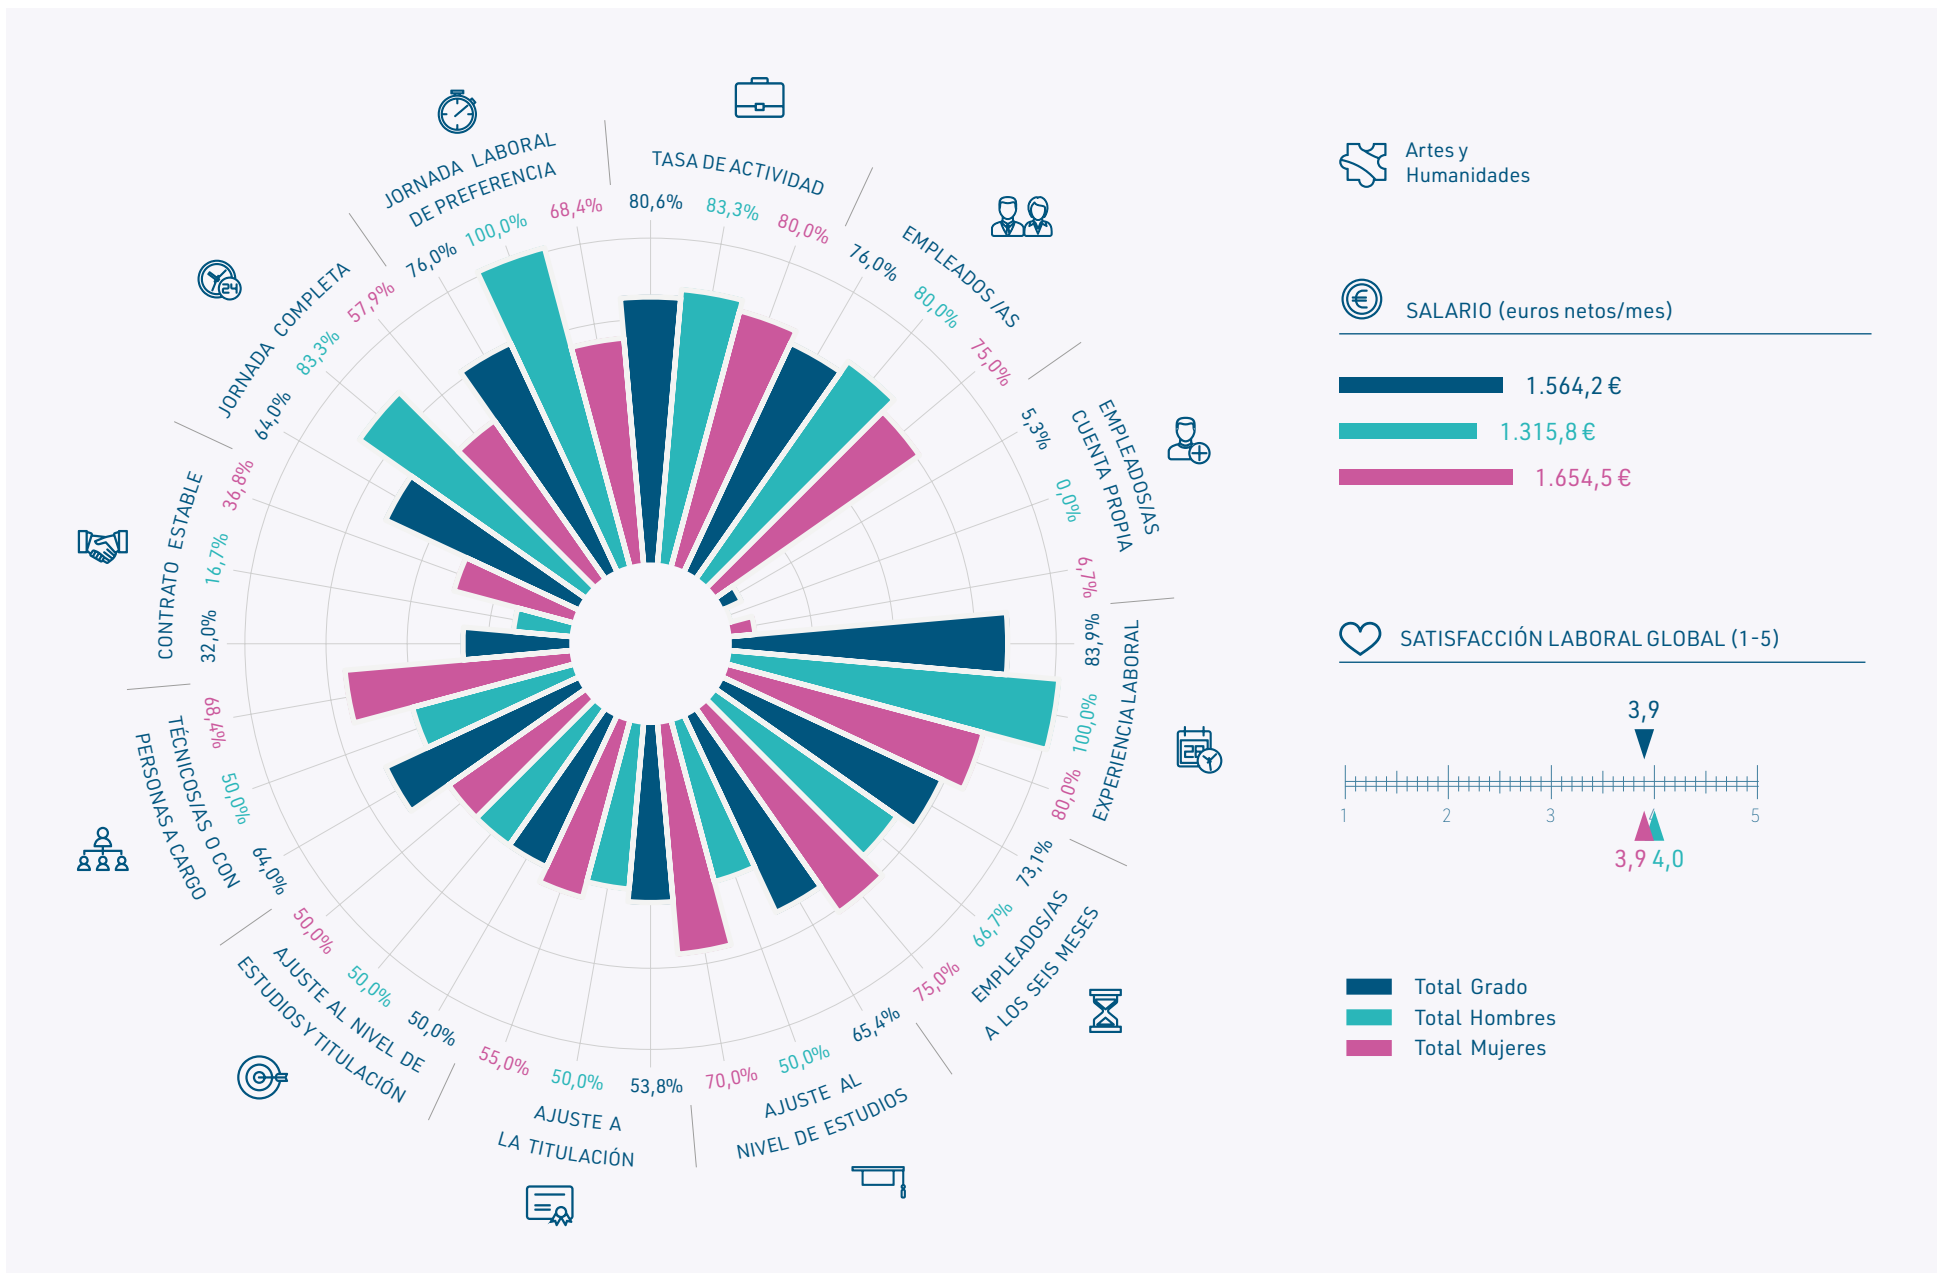 TASA DE ACTIVIDAD
80,6%
83,3%
80,0%
EMPLEADOS/AS
76,0%
80,0%
75,0%
EMPLEADOS/AS
CUENTA PROPIA
5,3%
0,0%
6,7%
EXPERIENCIA LABORAL
83,9%
100,0%
80,0%
EMPLEADOS/AS
A LOS SEIS MESES
73,1%
66,7%
75,0%
AJUSTE AL
NIVEL DE ESTUDIOS
65,4%
50,0%
70,0%
AJUSTE A
LA TITULACIÓN
53,8%
50,0%
55,0%
AJUSTE AL NIVEL DE
ESTUDIOS Y TITULACIÓN
50,0%
50,0%
50,0%
TÉCNICOS/AS O CON
PERSONAS A CARGO
64,0%
50,0%
68,4%
CONTRATO ESTABLE
32,0%
16,7%
36,8%
JORNADA COMPLETA
64,0%
83,3%
57,9%
JORNADA LABORAL
DE PREFERENCIA
76,0%
100,0%
68,4%
24
28
Artes y
Humanidades
€
SALARIO (euros netos/mes)
1.564,2 €
1.315,8 €
1.654,5 €
SATISFACCIÓN LABORAL GLOBAL (1-5)
3,9
1 2 3 5
3,9 4,0
Total Grado
Total Hombres
Total Mujeres